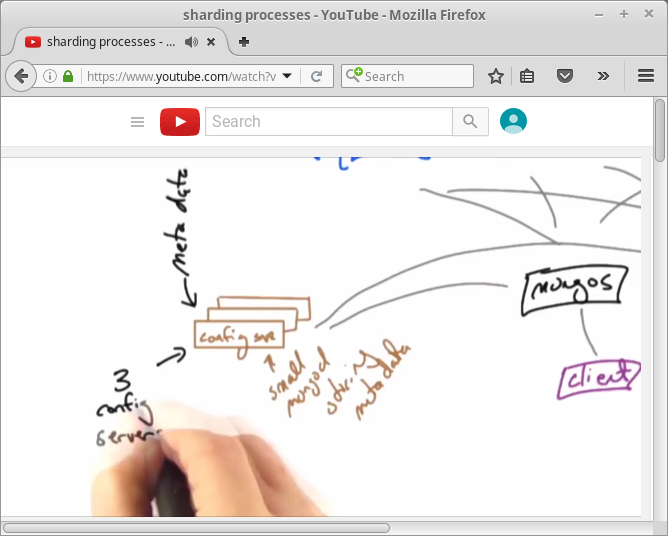 sharding processes - YouTube - Mozilla Firefox
sharding processes - ...
https://www.youtube.com/watch?v
Search
Search
meta data
config svr
mongos
client
small
mongod
storing
meta data
3
config
servers